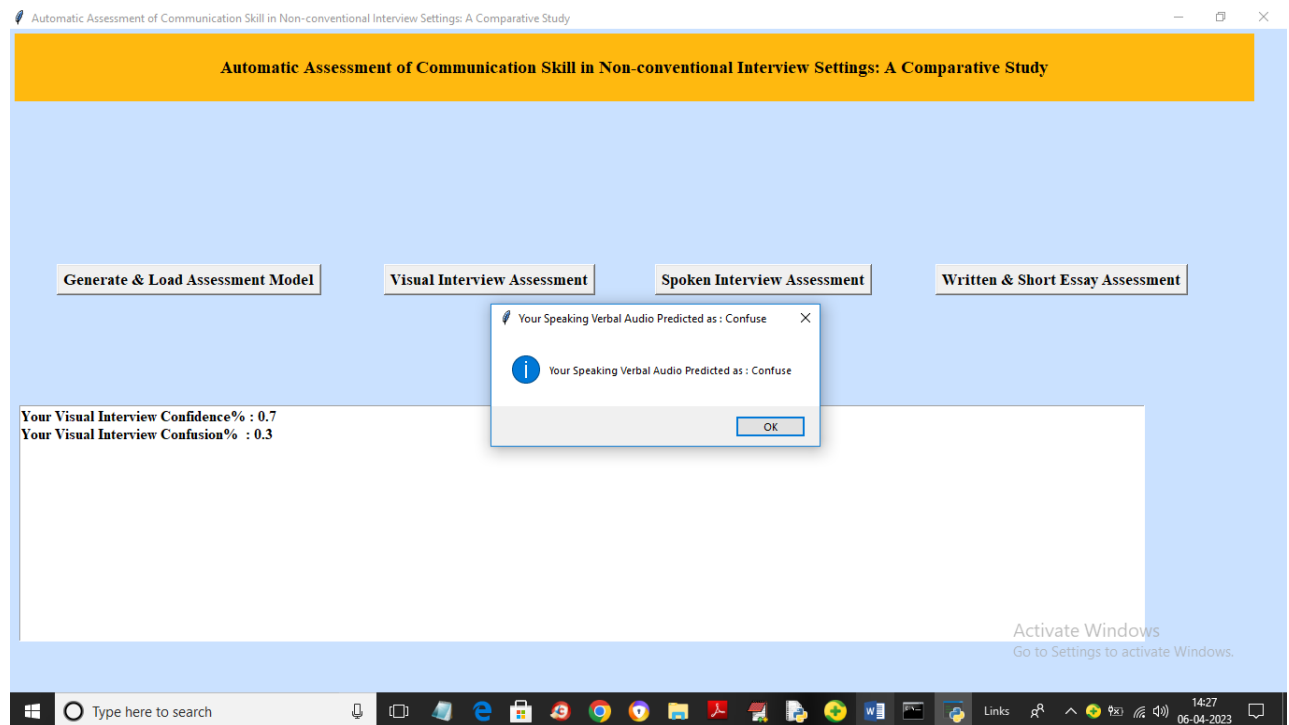 Automatic Assessment of Communication Skill in Non-conventional Interview Settings: A Comparative Study
Automatic Assessment of Communication Skill in Non-conventional Interview Settings: A Comparative Study
Generate & Load Assessment Model
Visual Interview Assessment
Spoken Interview Assessment
Written & Short Essay Assessment
Your Speaking Verbal Audio Predicted as : Confuse
Your Speaking Verbal Audio Predicted as : Confuse
OK
Your Visual Interview Confidence% : 0.7
Your Visual Interview Confusion% : 0.3
Activate Windows
Go to Settings to activate Windows.
Type here to search
Links
14:27
06-04-2023